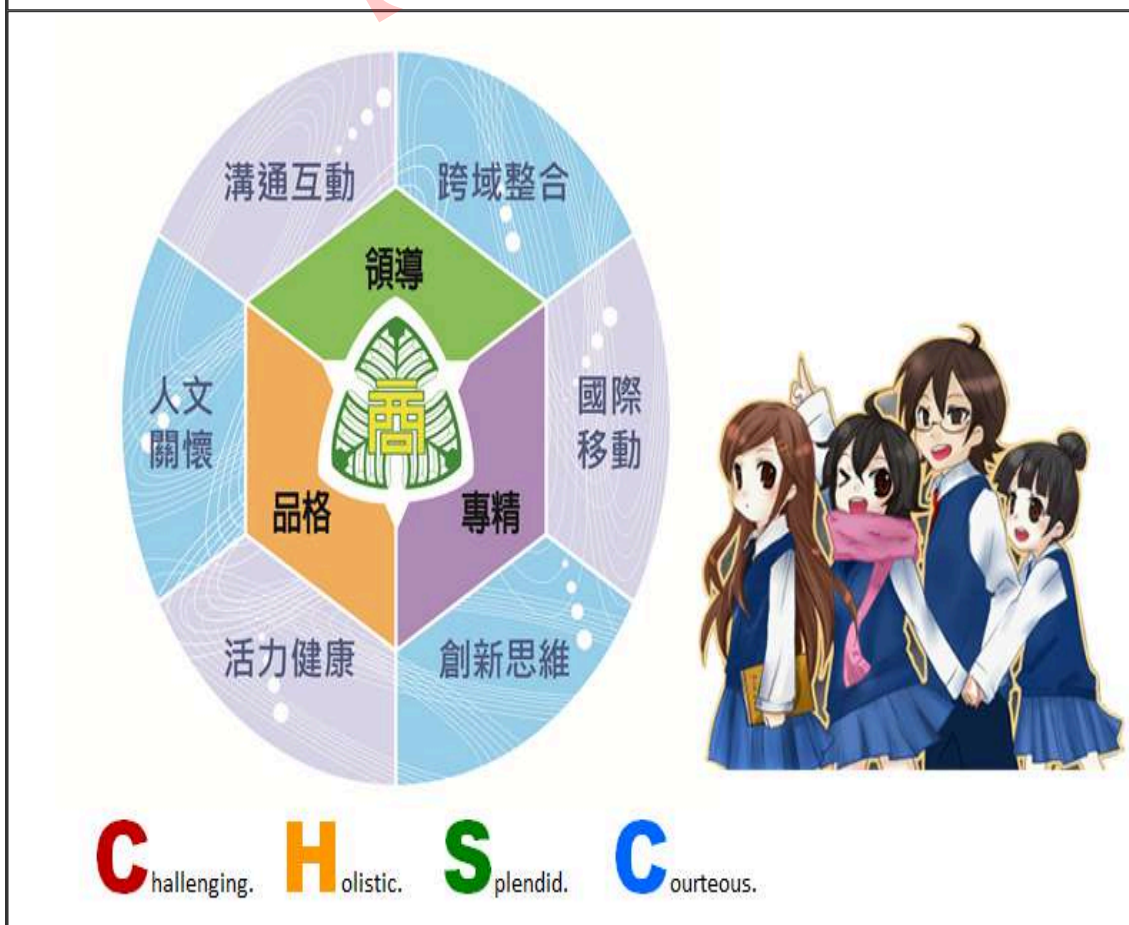 溝通互動
跨域整合
領導
人文
關懷
商
國際
移動
品格
專精
活力健康
創新思維
Challenging. Holistic. Splendid. Courteous.